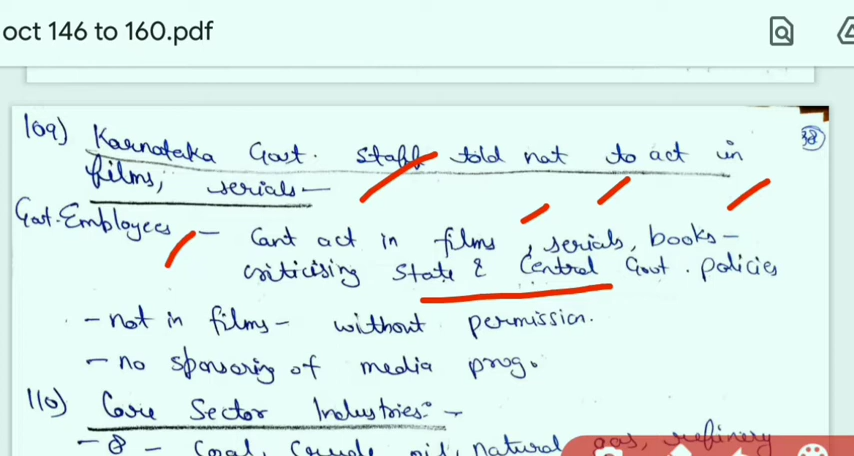 oct 146 to 160.pdf
38
109) Karnataka Govt. staff told not to act in
films, serials -
Govt. Employees - Cant act in films, serials, books -
criticising State & Central Govt. policies
- not in films - without permission.
- no sponsoring of media prog.
110) Core Sector Industries: -
- 8 - Coal, Crude oil, natural gas, refinery